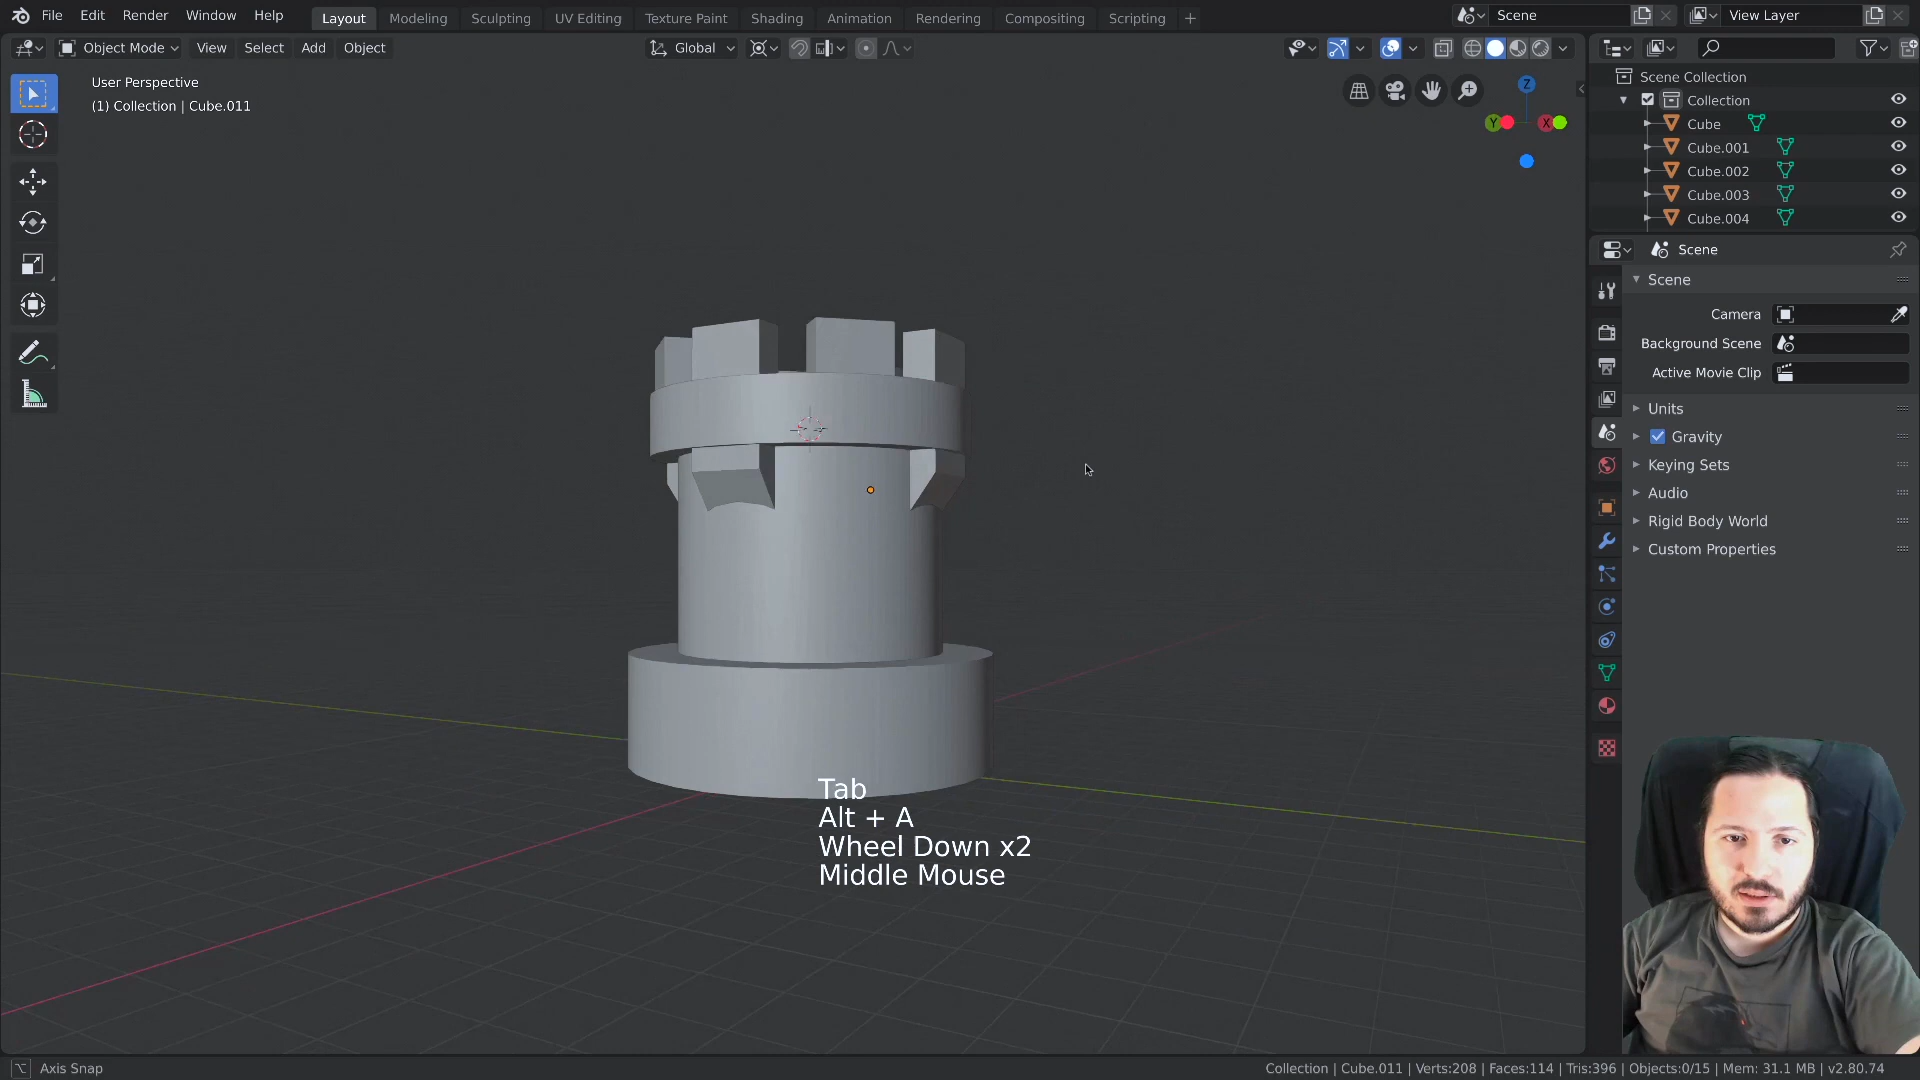 File Edit Render Window Help Layout Modeling Sculpting UV Editing Texture Paint Shading Animation Rendering Compositing Scripting + Scene View Layer
Object Mode View Select Add Object Global
User Perspective
(1) Collection | Cube.011
Z
Y X
Scene Collection
Collection
Cube
Cube.001
Cube.002
Cube.003
Cube.004
Scene
Scene
Camera
Background Scene
Active Movie Clip
Units
Gravity
Keying Sets
Audio
Rigid Body World
Custom Properties
Tab
Alt + A
Wheel Down x2
Middle Mouse
Axis Snap
Collection | Cube.011 | Verts:208 | Faces:114 | Tris:396 | Objects:0/15 | Mem: 31.1 MB | v2.80.74